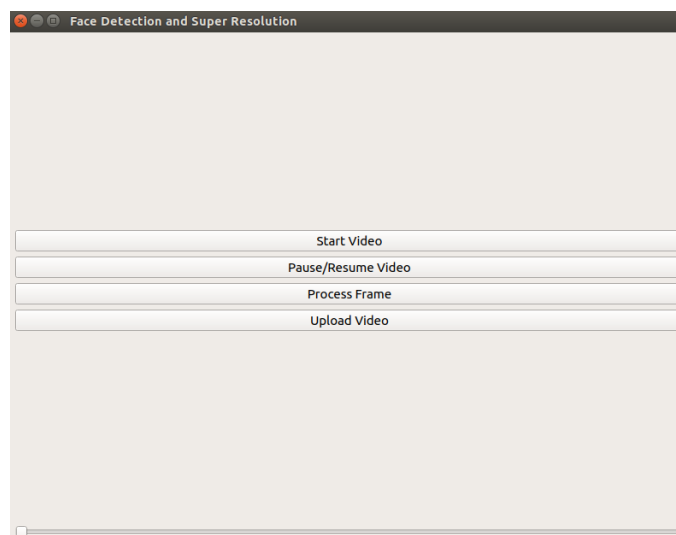 Face Detection and Super Resolution
Start Video
Pause/Resume Video
Process Frame
Upload Video